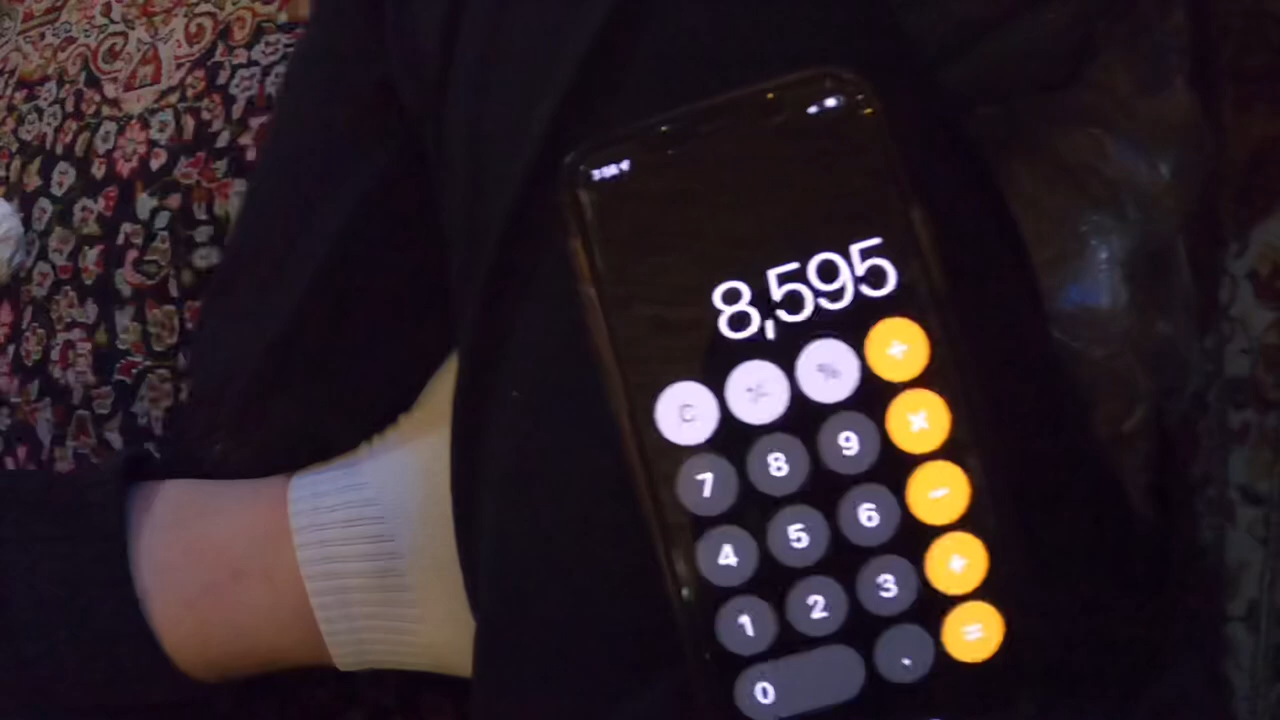 8,595
C % ÷
7 8 9 ×
4 5 6 −
1 2 3 +
0 . =